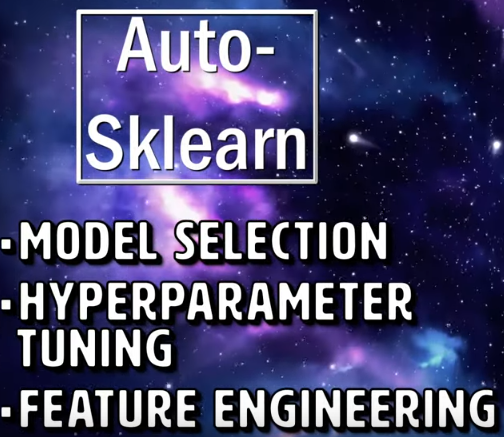 Auto-
Sklearn
·MODEL SELECTION
·HYPERPARAMETER
TUNING
·FEATURE ENGINEERING